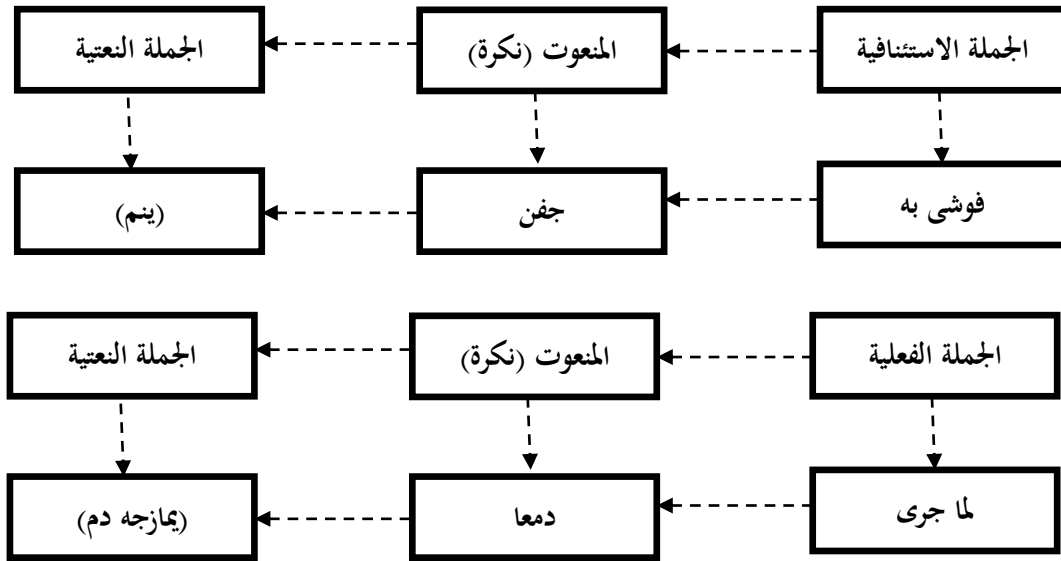 الجملة الاستئنافية
المنعوت (نكرة)
الجملة النعتية
فوشى به
جفن
(ينم)
الجملة الفعلية
المنعوت (نكرة)
الجملة النعتية
لما جرى
دمعا
(يمازجه دم)